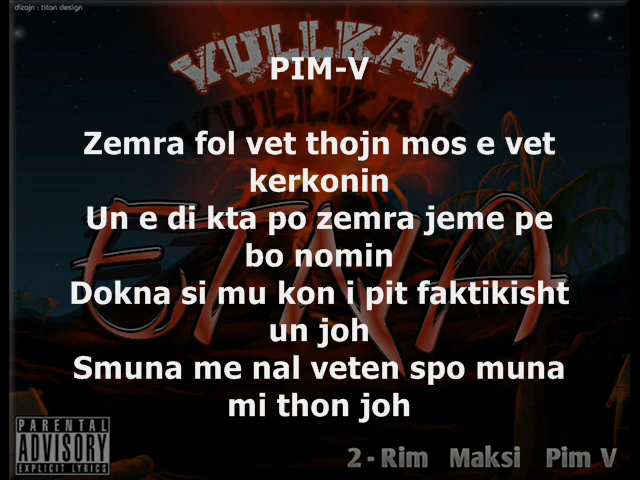 dizajn : titan design
VULLKAN
PIM-V
VULLKAN
Zemra fol vet thojn mos e vet
kerkonin
Un e di kta po zemra jeme pe
bo nomin
ETNA
Dokna si mu kon i pit faktikisht
un joh
Smuna me nal veten spo muna
mi thon joh
PARENTAL
ADVISORY
EXPLICIT LYRICS
2 - Rim Maksi Pim V